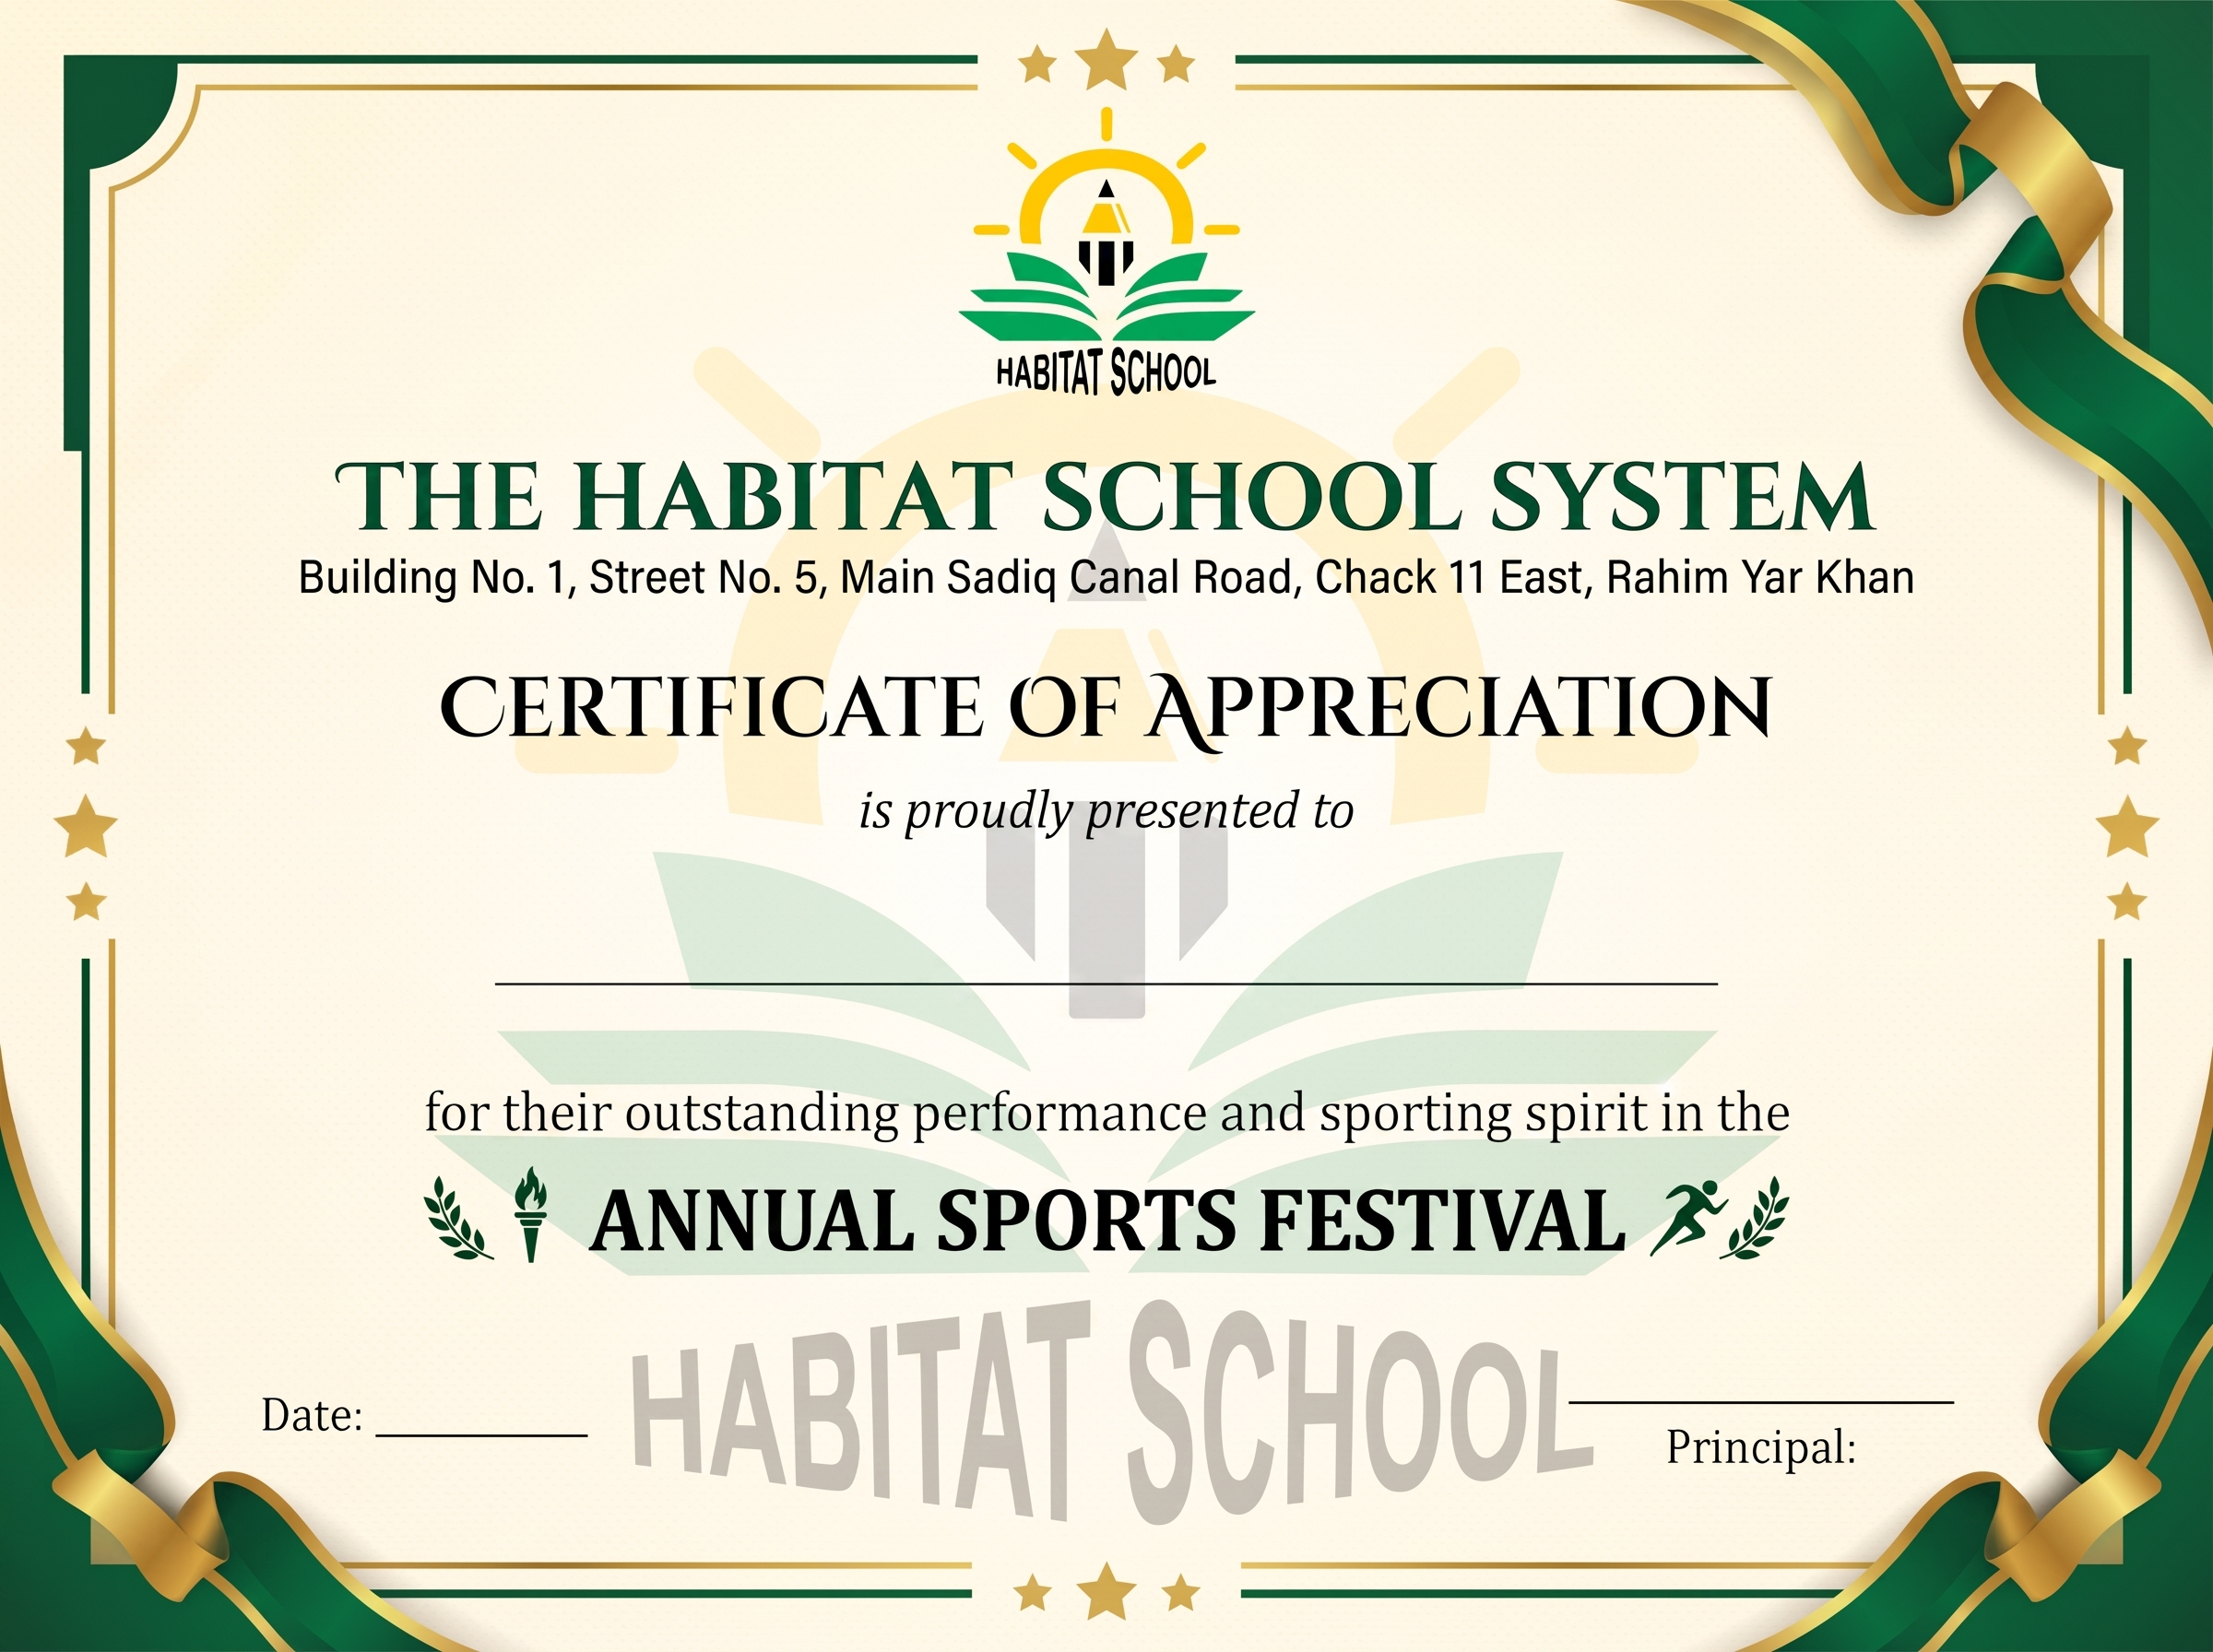 HABITAT SCHOOL
THE HABITAT SCHOOL SYSTEM
Building No. 1, Street No. 5, Main Sadiq Canal Road, Chack 11 East, Rahim Yar Khan
CERTIFICATE OF APPRECIATION
is proudly presented to
for their outstanding performance and sporting spirit in the
ANNUAL SPORTS FESTIVAL
HABITAT SCHOOL
Date:
Principal: